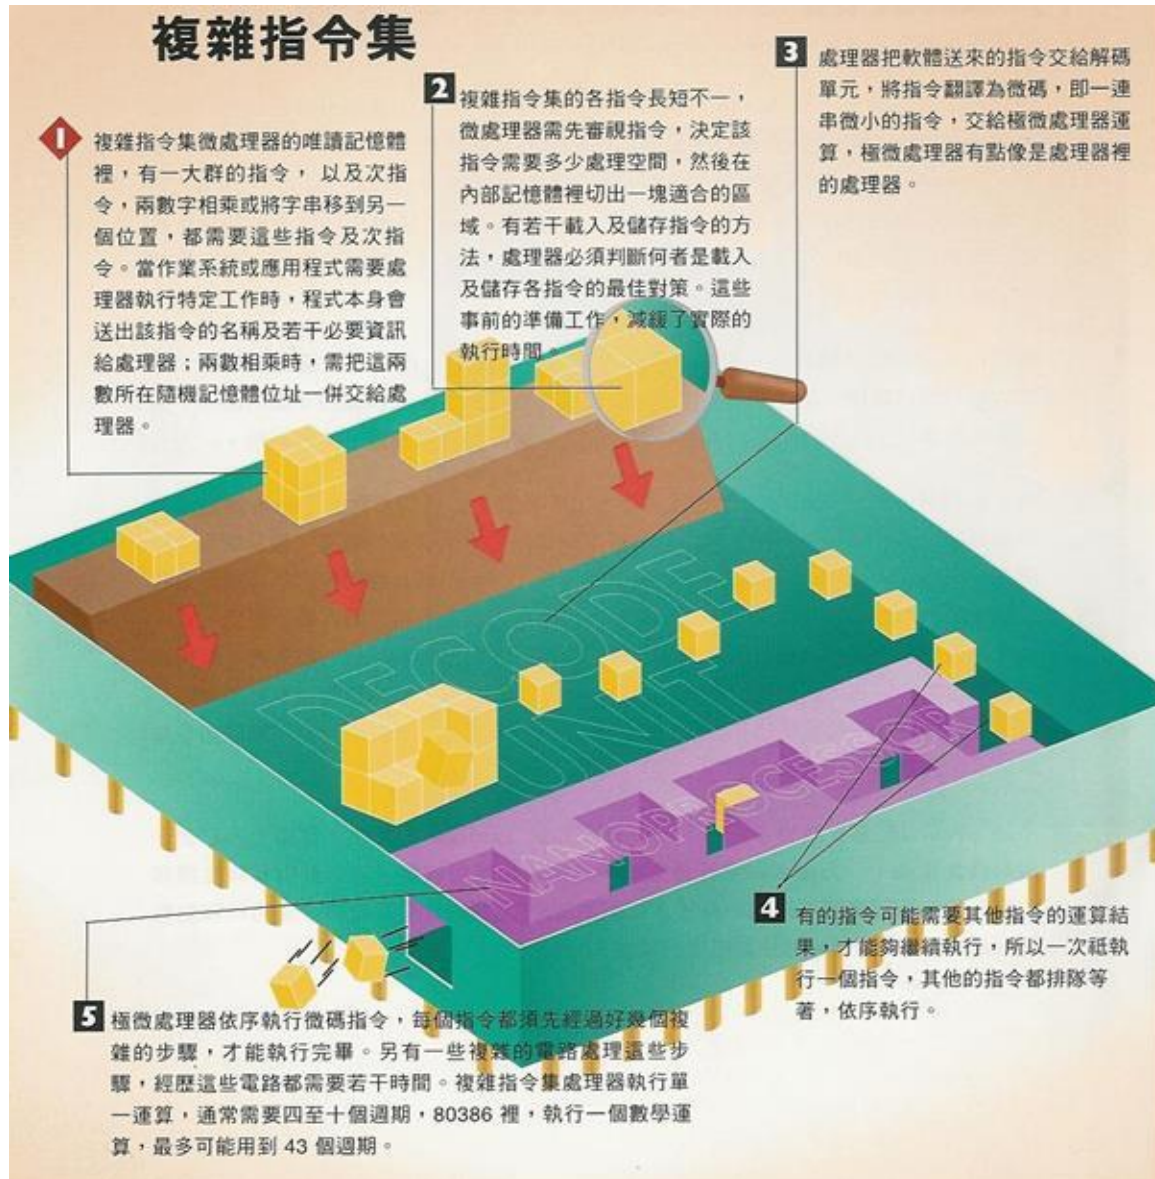 複雜指令集
1
複雜指令集微處理器的唯讀記憶體
裡，有一大群的指令， 以及次指
令，兩數字相乘或將字串移到另一
個位置，都需要這些指令及次指
令。當作業系統或應用程式需要處
理器執行特定工作時，程式本身會
送出該指令的名稱及若干必要資訊
給處理器；兩數相乘時，需把這兩
數所在隨機記憶體位址一併交給處
理器。
2
複雜指令集的各指令長短不一，
微處理器需先審視指令，決定該
指令需要多少處理空間，然後在
內部記憶體裡切出一塊適合的區
域。有若干載入及儲存指令的方
法，處理器必須判斷何者是載入
及儲存各指令的最佳對策。這些
事前的準備工作，減緩了實際的
執行時間。
3
處理器把軟體送來的指令交給解碼
單元，將指令翻譯為微碼，即一連
串微小的指令，交給極微處理器運
算，極微處理器有點像是處理器裡
的處理器。
DECODE
UNIT
NANOPROCESSOR
4
有的指令可能需要其他指令的運算結
果，才能夠繼續執行，所以一次祗執
行一個指令，其他的指令都排隊等
著，依序執行。
5
極微處理器依序執行微碼指令，每個指令都須先經過好幾個複
雜的步驟，才能執行完畢。另有一些複雜的電路處理這些步
驟，經歷這些電路都需要若干時間。複雜指令集處理器執行單
一運算，通常需要四至十個週期，80386 裡，執行一個數學運
算，最多可能用到 43 個週期。